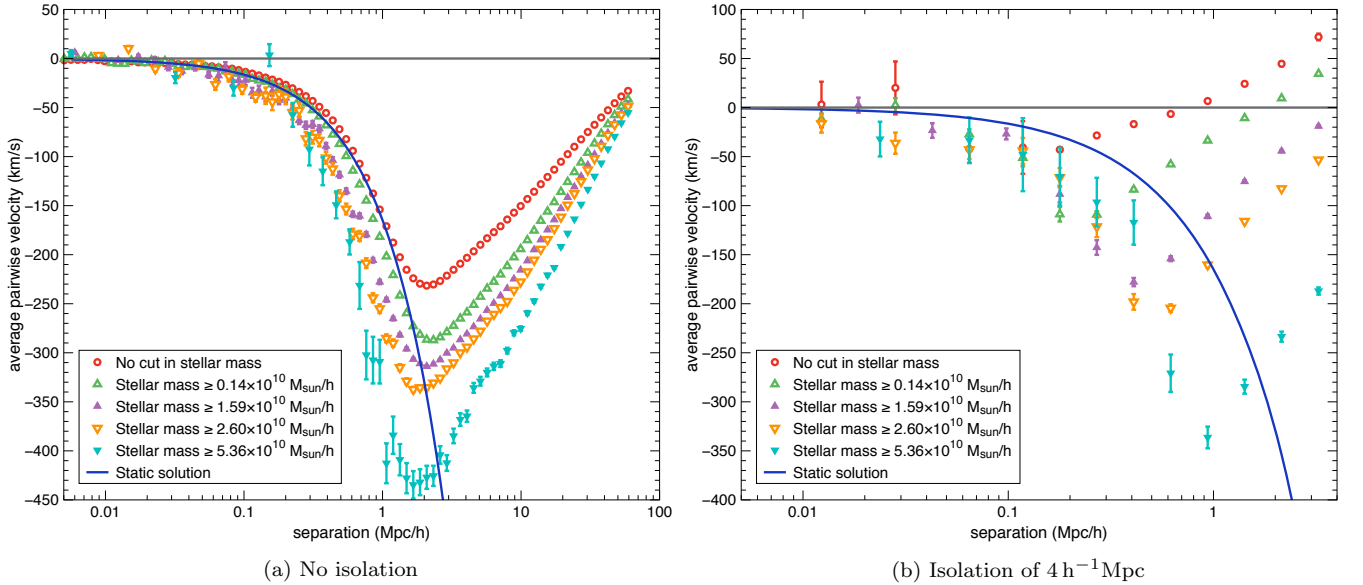 50
0
−50
−100
−150
−200
−250
−300
−350
−400
−450
average pairwise velocity (km/s)
No cut in stellar mass
Stellar mass ≥ 0.14×10^10 M_sun/h
Stellar mass ≥ 1.59×10^10 M_sun/h
Stellar mass ≥ 2.60×10^10 M_sun/h
Stellar mass ≥ 5.36×10^10 M_sun/h
Static solution
0.01 0.1 1 10 100
separation (Mpc/h)
(a) No isolation
100
50
0
−50
−100
−150
−200
−250
−300
−350
−400
average pairwise velocity (km/s)
No cut in stellar mass
Stellar mass ≥ 0.14×10^10 M_sun/h
Stellar mass ≥ 1.59×10^10 M_sun/h
Stellar mass ≥ 2.60×10^10 M_sun/h
Stellar mass ≥ 5.36×10^10 M_sun/h
Static solution
0.01 0.1 1
separation (Mpc/h)
(b) Isolation of 4 h⁻¹Mpc